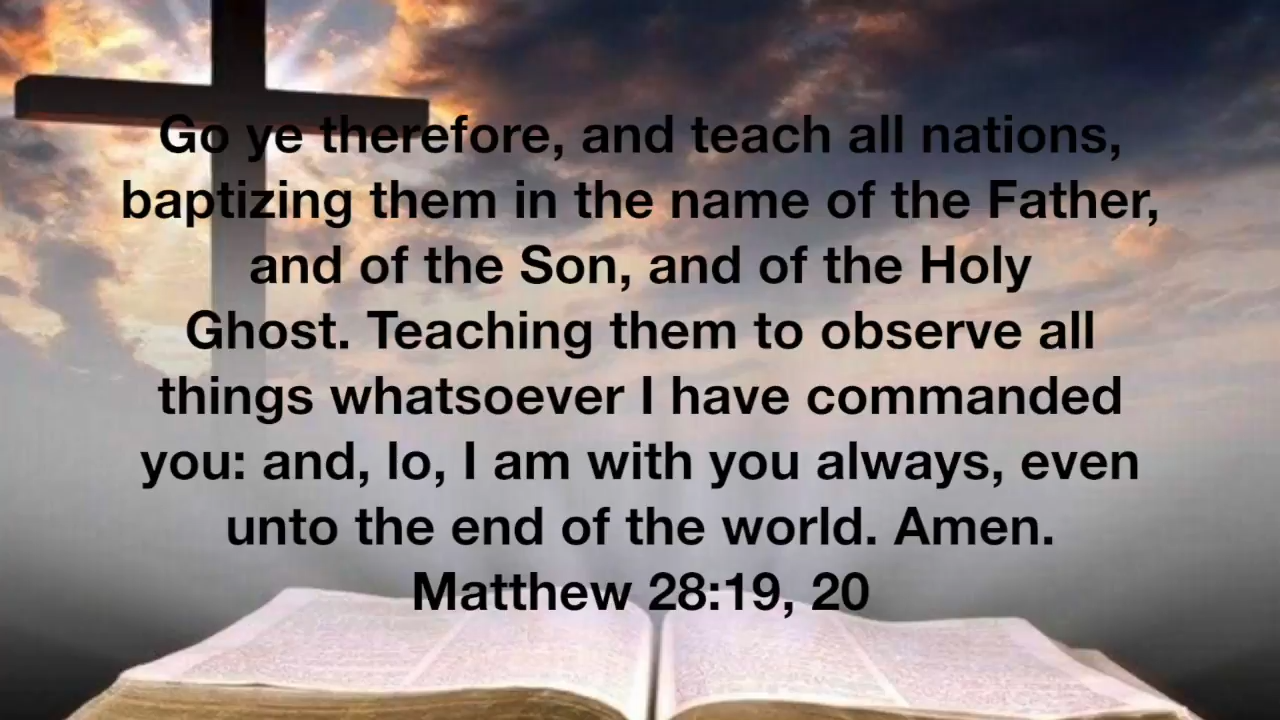 Go ye therefore, and teach all nations,
baptizing them in the name of the Father,
and of the Son, and of the Holy
Ghost. Teaching them to observe all
things whatsoever I have commanded
you: and, lo, I am with you always, even
unto the end of the world. Amen.
Matthew 28:19, 20